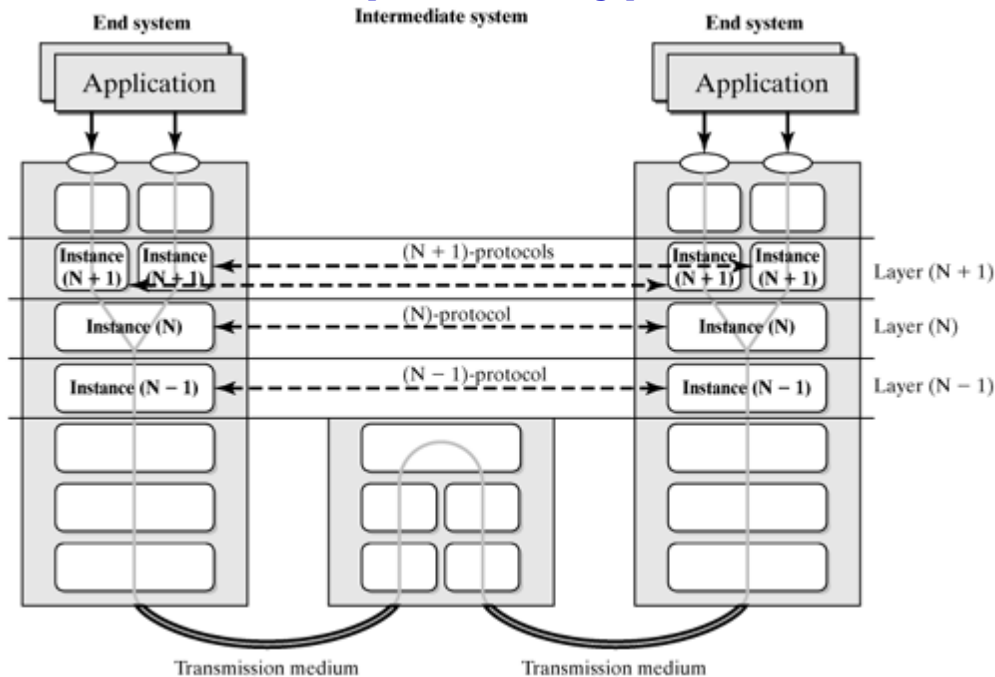 Intermediate system
End system
End system
Application
Application
Instance
(N + 1)
Instance
(N + 1)
(N + 1)-protocols
Instance
(N + 1)
Instance
(N + 1)
Layer (N + 1)
Instance (N)
(N)-protocol
Instance (N)
Layer (N)
Instance (N − 1)
(N − 1)-protocol
Instance (N − 1)
Layer (N − 1)
Transmission medium
Transmission medium